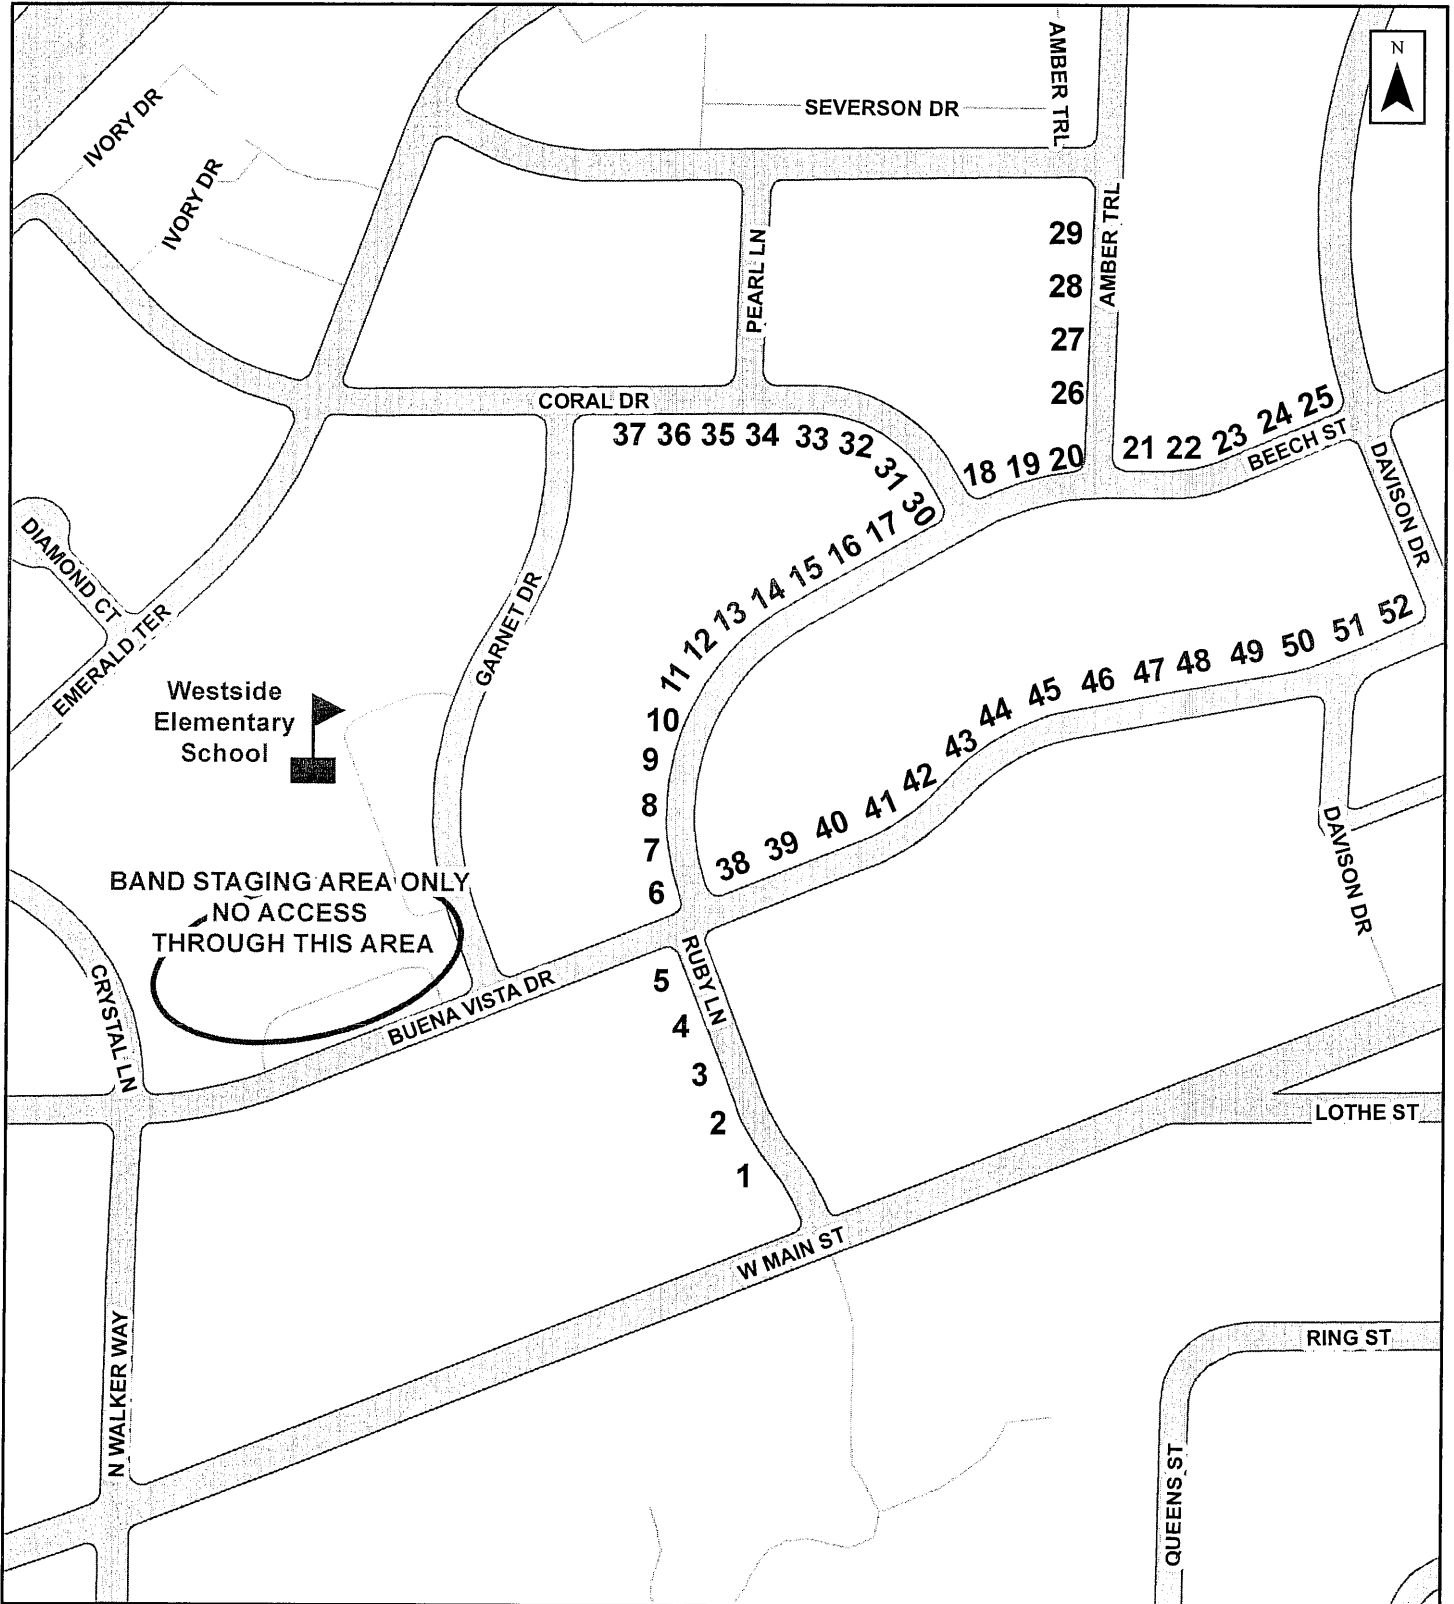 N
AMBER TRL
SEVERSON DR
IVORY DR
IVORY DR
AMBER TRL
PEARL LN
29
28
27
26
CORAL DR
37 36 35 34 33 32 31 30
18 19 20
21 22 23 24 25
BEECH ST
DAVISON DR
DIAMOND CT
EMERALD TER
GARNET DR
17
16
15
14
13
12
11
10
9
8
7
6
Westside
Elementary
School
38 39 40 41 42 43 44 45 46 47 48 49 50 51 52
DAVISON DR
BAND STAGING AREA ONLY
NO ACCESS
THROUGH THIS AREA
CRYSTAL LN
BUENA VISTA DR
RUBY LN
5
4
3
2
1
LOTHE ST
W MAIN ST
N WALKER WAY
RING ST
QUEENS ST